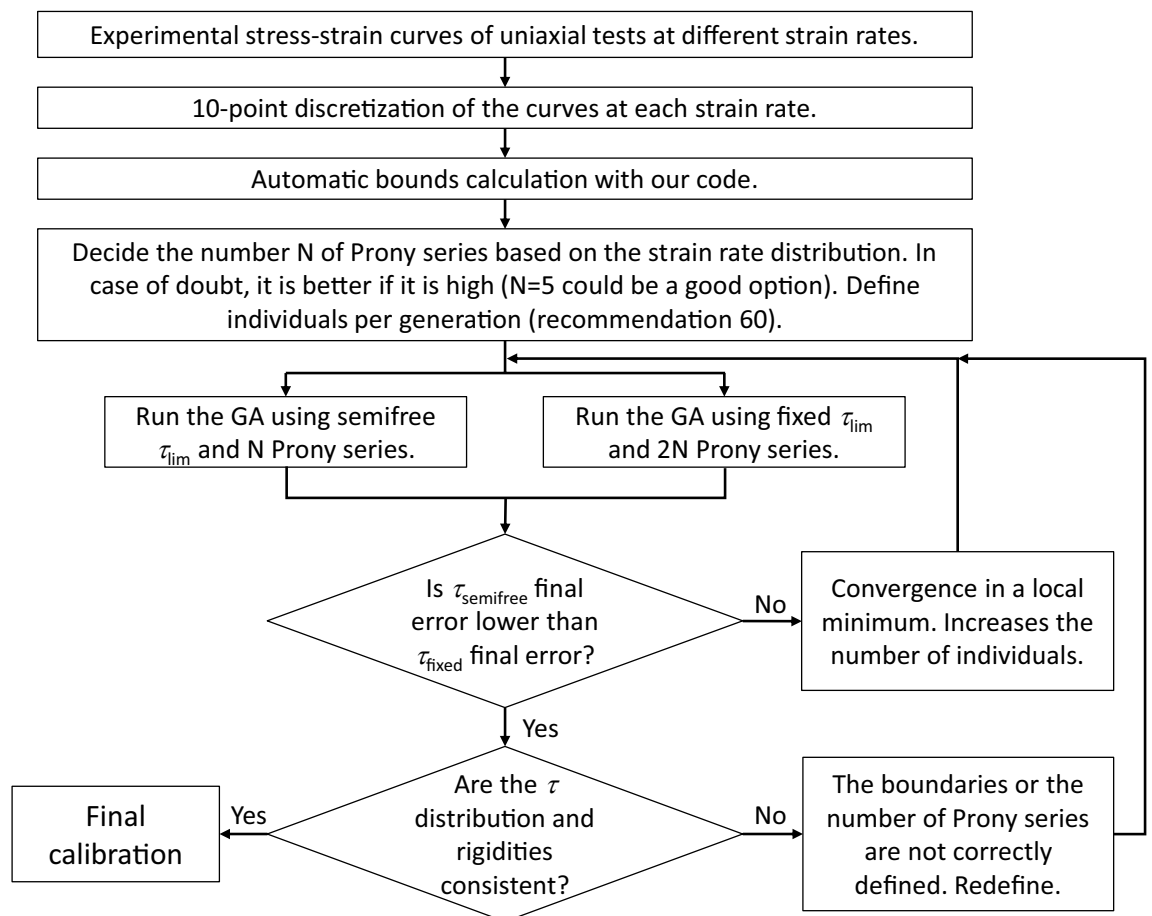 Experimental stress-strain curves of uniaxial tests at different strain rates.
10-point discretization of the curves at each strain rate.
Automatic bounds calculation with our code.
Decide the number N of Prony series based on the strain rate distribution. In
case of doubt, it is better if it is high (N=5 could be a good option). Define
individuals per generation (recommendation 60).
Run the GA using semifree
τlim and N Prony series.
Run the GA using fixed τlim
and 2N Prony series.
Is τsemifree final
error lower than
τfixed final error?
No
Convergence in a local
minimum. Increases the
number of individuals.
Yes
Are the τ
distribution and
rigidities
consistent?
No
The boundaries or the
number of Prony series
are not correctly
defined. Redefine.
Yes
Final
calibration